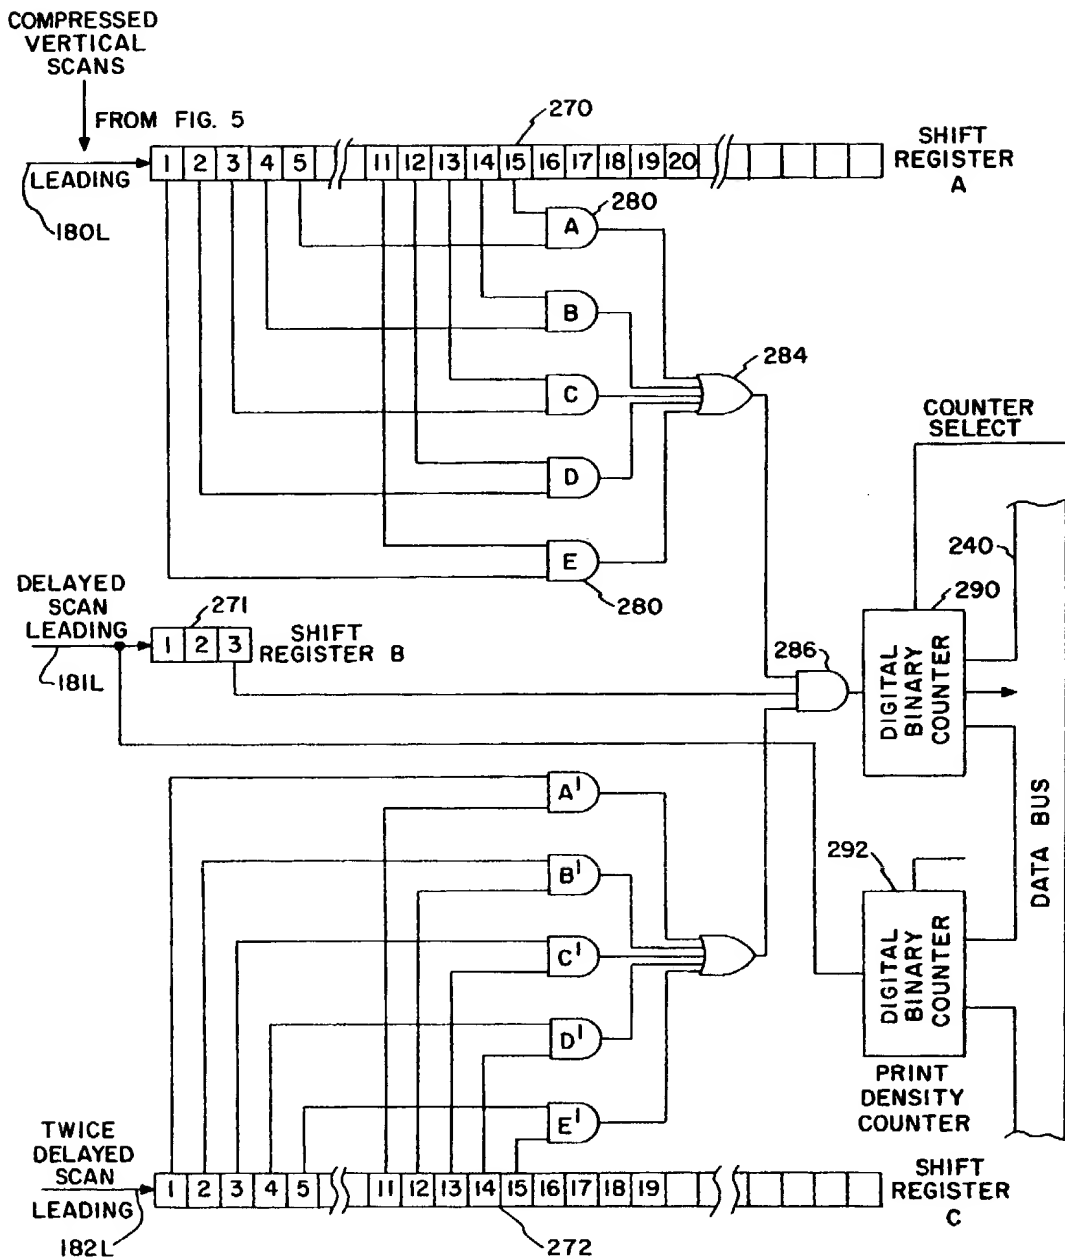 COMPRESSED
VERTICAL
SCANS
FROM FIG. 5
270
1 2 3 4 5 11 12 13 14 15 16 17 18 19 20
SHIFT
REGISTER
A
LEADING
180L
280
A
B
C
D
E
280
284
COUNTER
SELECT
240
290
DELAYED
SCAN
LEADING
271
1 2 3
SHIFT
REGISTER B
181L
286
DIGITAL
BINARY
COUNTER
DATA BUS
A'
B'
C'
D'
E'
292
DIGITAL
BINARY
COUNTER
PRINT
DENSITY
COUNTER
TWICE
DELAYED
SCAN
LEADING
182L
1 2 3 4 5 11 12 13 14 15 16 17 18 19
272
SHIFT
REGISTER
C